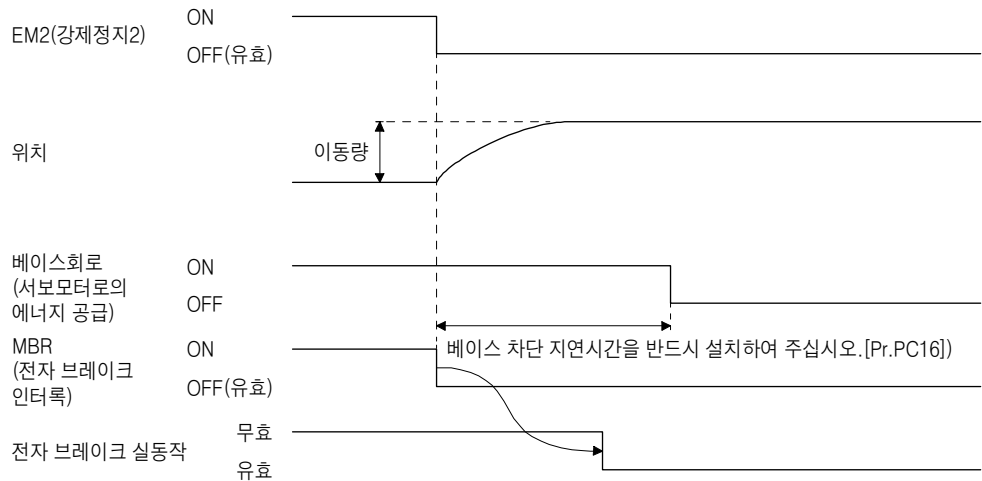 EM2(강제정지2)
ON
OFF(유효)
위치
이동량
베이스회로
(서보모터로의
에너지 공급)
ON
OFF
베이스 차단 지연시간을 반드시 설치하여 주십시오.[Pr.PC16])
MBR
(전자 브레이크
인터록)
ON
OFF(유효)
전자 브레이크 실동작
무효
유효